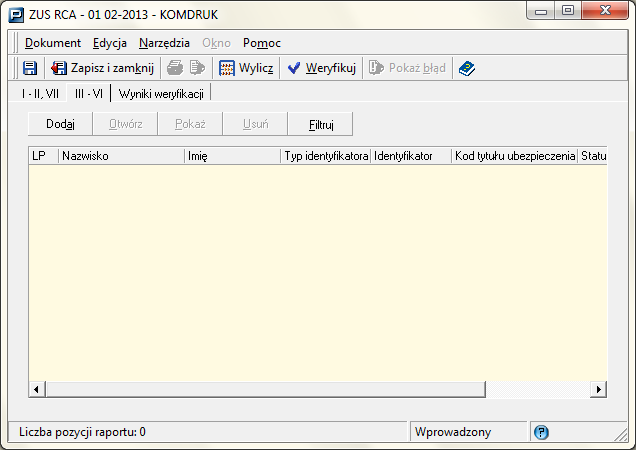 ZUS RCA - 01 02-2013 - KOMDRUK
Dokument Edycja Narzędzia Okno Pomoc
Zapisz i zamknij Wylicz Weryfikuj Pokaż błąd
I - II, VII III - VI Wyniki weryfikacji
Dodaj Otwórz Pokaż Usuń Filtruj
LP Nazwisko Imię Typ identyfikatora Identyfikator Kod tytułu ubezpieczenia Statu
Liczba pozycji raportu: 0 Wprowadzony